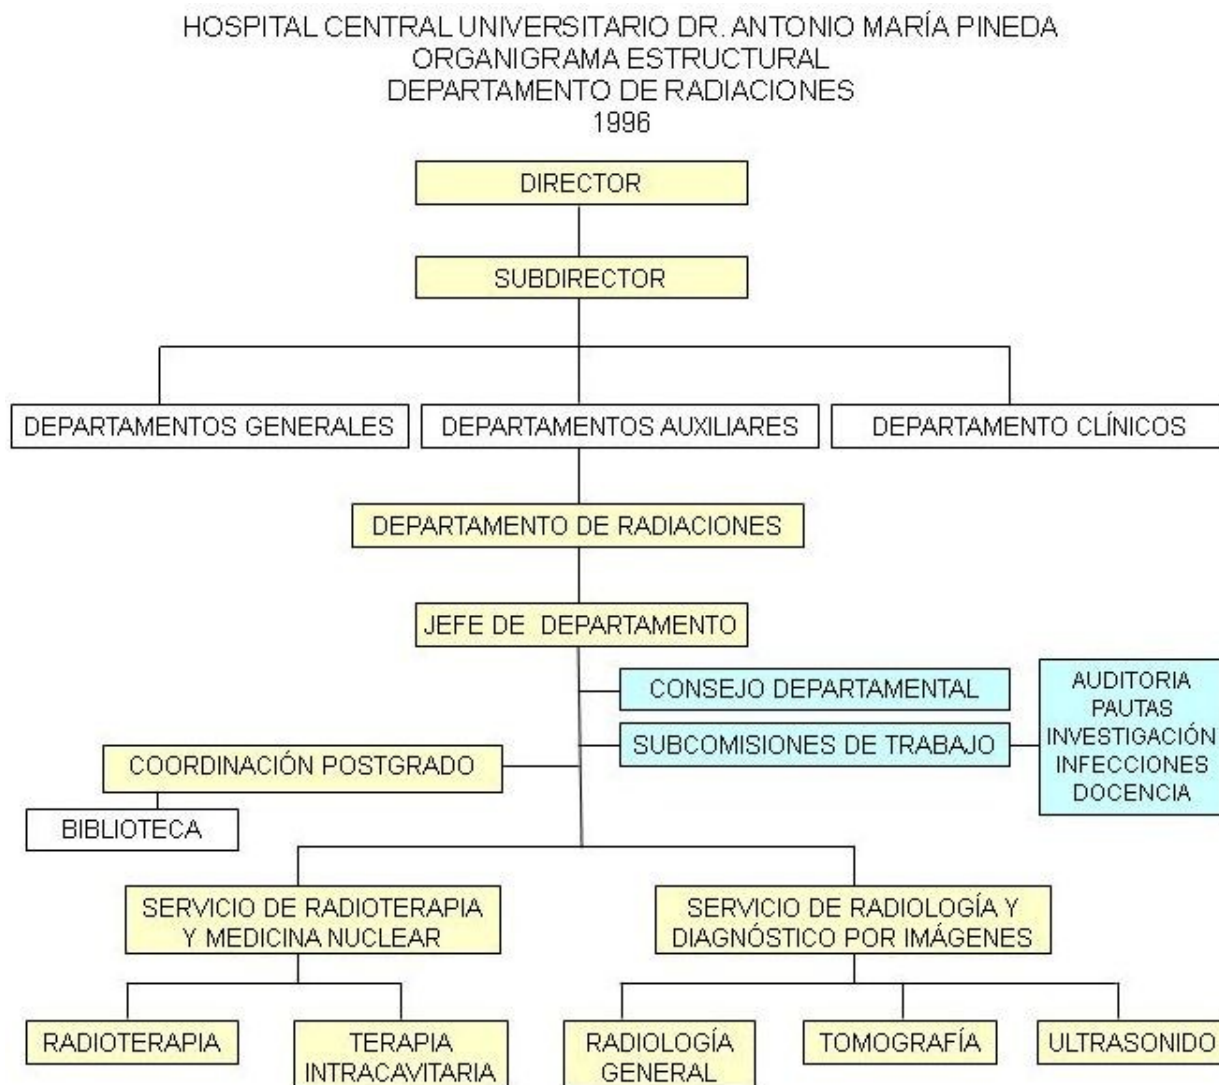 HOSPITAL CENTRAL UNIVERSITARIO DR. ANTONIO MARÍA PINEDA
ORGANIGRAMA ESTRUCTURAL
DEPARTAMENTO DE RADIACIONES
1996
DIRECTOR
SUBDIRECTOR
DEPARTAMENTOS GENERALES
DEPARTAMENTOS AUXILIARES
DEPARTAMENTO CLÍNICOS
DEPARTAMENTO DE RADIACIONES
JEFE DE DEPARTAMENTO
CONSEJO DEPARTAMENTAL
SUBCOMISIONES DE TRABAJO
AUDITORIA
PAUTAS
INVESTIGACIÓN
INFECCIONES
DOCENCIA
COORDINACIÓN POSTGRADO
BIBLIOTECA
SERVICIO DE RADIOTERAPIA
Y MEDICINA NUCLEAR
SERVICIO DE RADIOLOGÍA Y
DIAGNÓSTICO POR IMÁGENES
RADIOTERAPIA
TERAPIA
INTRACAVITARIA
RADIOLOGÍA
GENERAL
TOMOGRAFÍA
ULTRASONIDO